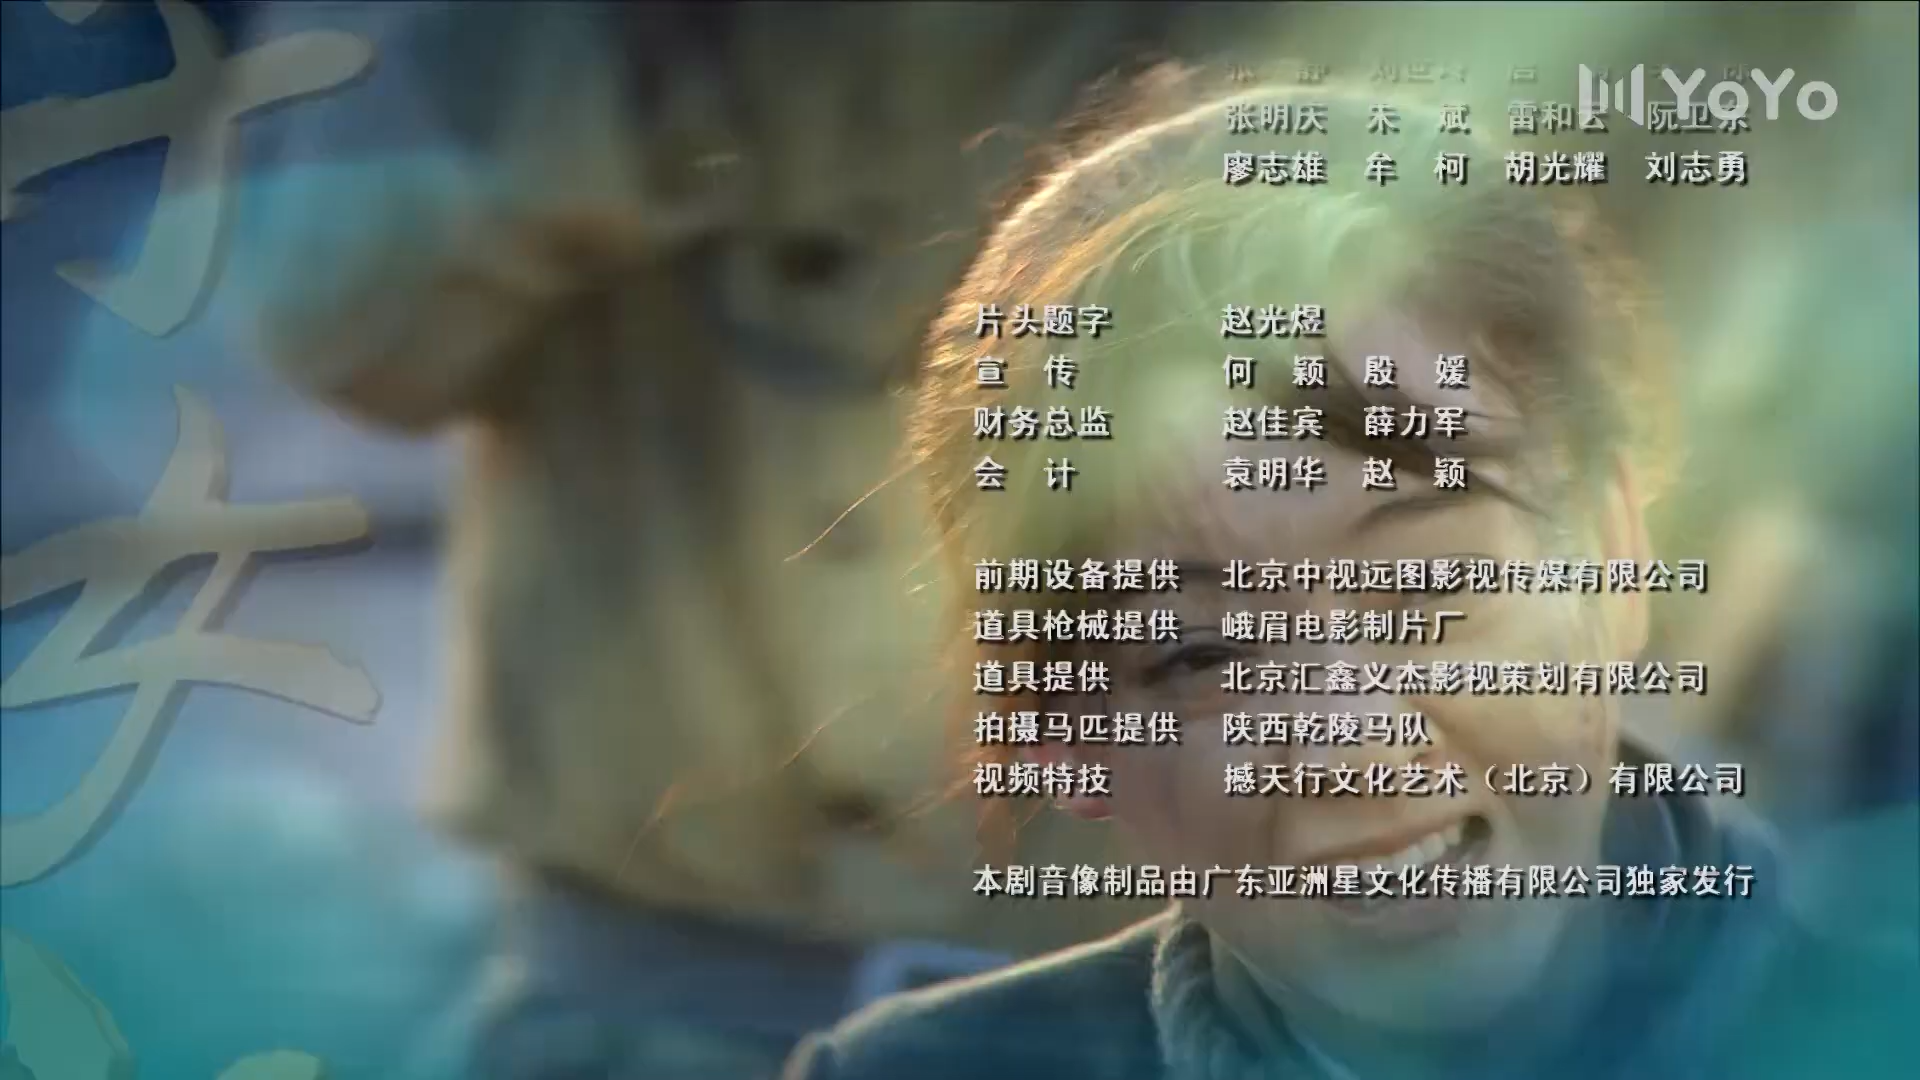 YoYo
张明庆 朱 斌 雷和云 阮卫东
廖志雄 牟 柯 胡光耀 刘志勇
片头题字 赵光煜
宣 传 何 颖 殷 媛
财务总监 赵佳宾 薛力军
会 计 袁明华 赵 颖
前期设备提供 北京中视远图影视传媒有限公司
道具枪械提供 峨眉电影制片厂
道具提供 北京汇鑫义杰影视策划有限公司
拍摄马匹提供 陕西乾陵马队
视频特技 撼天行文化艺术（北京）有限公司
本剧音像制品由广东亚洲星文化传播有限公司独家发行